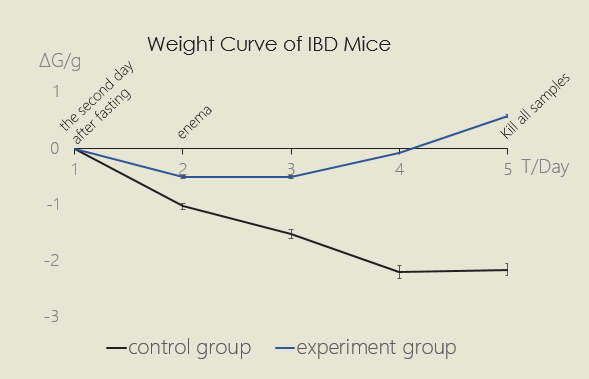 Weight Curve of IBD Mice
ΔG/g
the second day
after fasting
enema
Kill all samples
1
0
-1
-2
-3
1 2 3 4 5 T/Day
control group experiment group